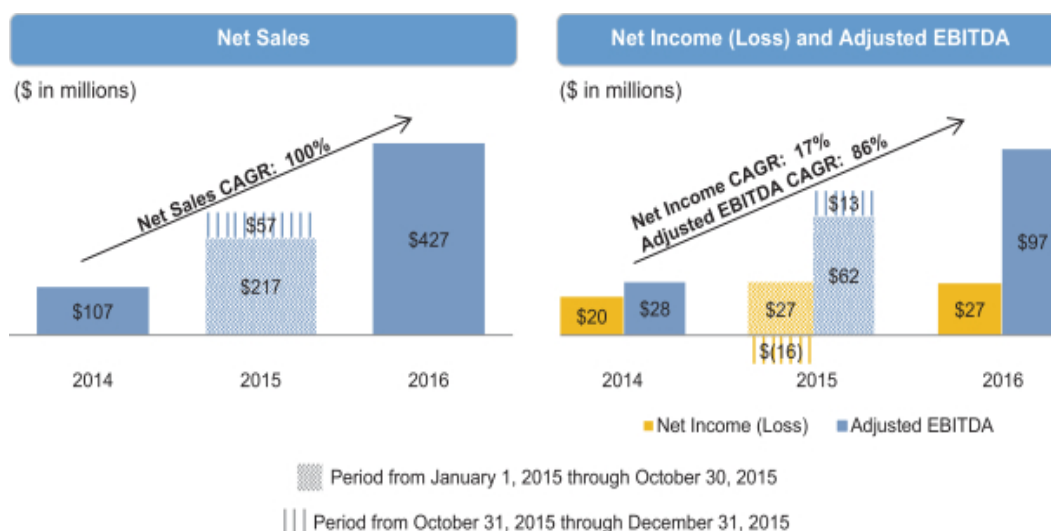 Net Sales
($ in millions)
Net Sales CAGR: 100%
$107
$57
$217
$427
2014
2015
2016
Net Income (Loss) and Adjusted EBITDA
($ in millions)
Net Income CAGR: 17%
Adjusted EBITDA CAGR: 86%
$20
$28
$13
$62
$27
$(16)
$27
$97
2014
2015
2016
Net Income (Loss)
Adjusted EBITDA
Period from January 1, 2015 through October 30, 2015
Period from October 31, 2015 through December 31, 2015